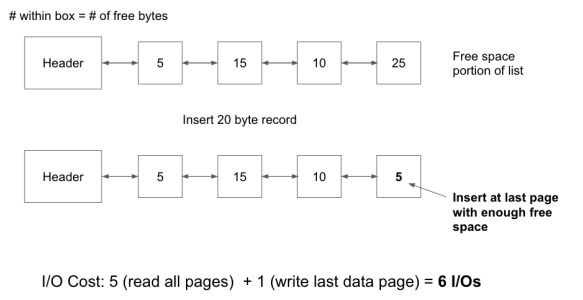 # within box = # of free bytes
Header 5 15 10 25
Free space
portion of list
Insert 20 byte record
Header 5 15 10 5
Insert at last page
with enough free
space
I/O Cost: 5 (read all pages) + 1 (write last data page) = 6 I/Os